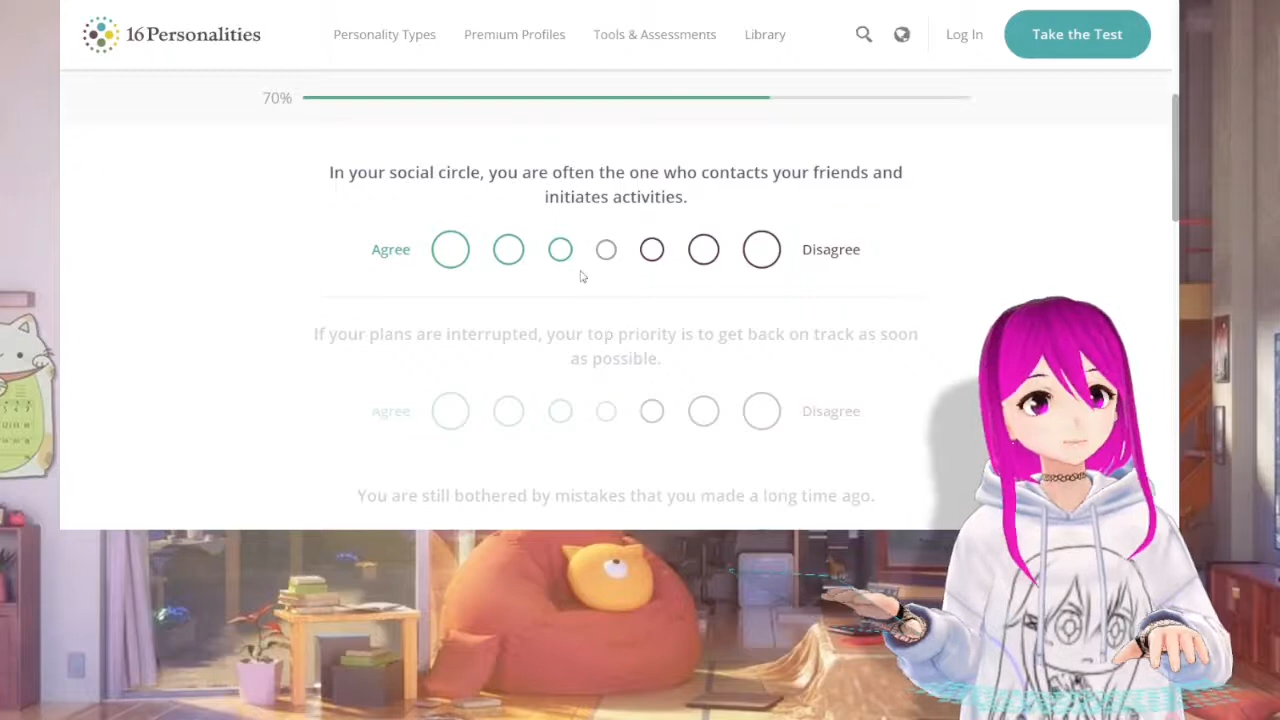 16Personalities
Personality Types
Premium Profiles
Tools & Assessments
Library
Log In
Take the Test
70%
In your social circle, you are often the one who contacts your friends and
initiates activities.
Agree
Disagree
If your plans are interrupted, your top priority is to get back on track as soon
as possible.
Agree
Disagree
You are still bothered by mistakes that you made a long time ago.